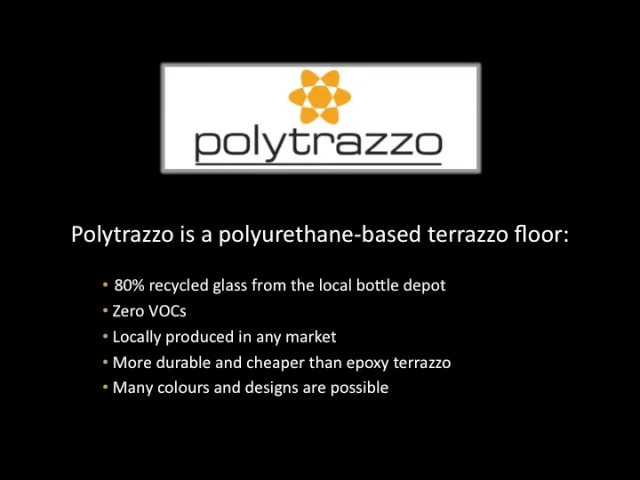 polytrazzo
Polytrazzo is a polyurethane-based terrazzo floor:
• 80% recycled glass from the local bottle depot
• Zero VOCs
• Locally produced in any market
• More durable and cheaper than epoxy terrazzo
• Many colours and designs are possible